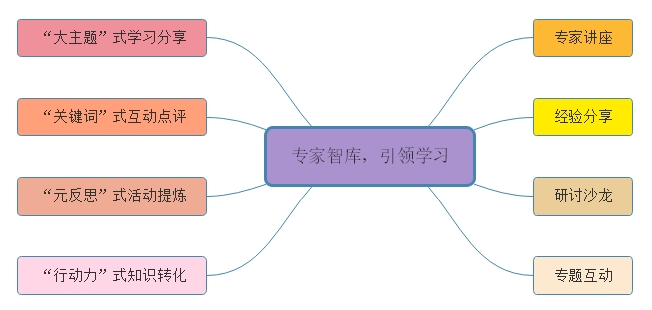 “大主题”式学习分享
“关键词”式互动点评
“元反思”式活动提炼
“行动力”式知识转化
专家智库，引领学习
专家讲座
经验分享
研讨沙龙
专题互动